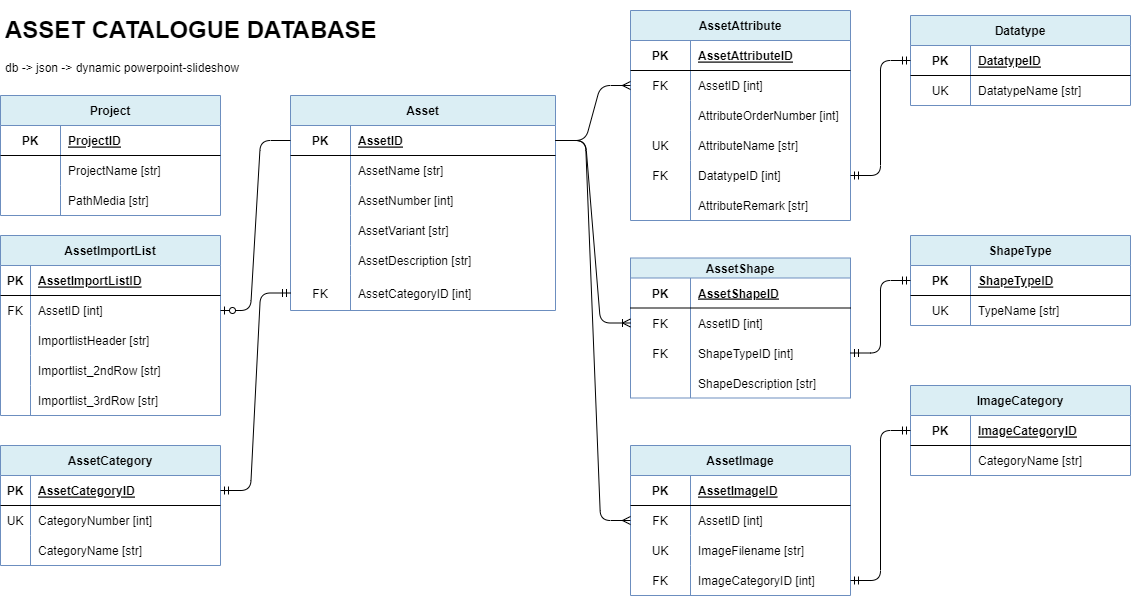 ASSET CATALOGUE DATABASE
db -> json -> dynamic powerpoint-slideshow
Project
PK ProjectID
ProjectName [str]
PathMedia [str]
AssetImportList
PK AssetImportListID
FK AssetID [int]
ImportlistHeader [str]
Importlist_2ndRow [str]
Importlist_3rdRow [str]
AssetCategory
PK AssetCategoryID
UK CategoryNumber [int]
CategoryName [str]
Asset
PK AssetID
AssetName [str]
AssetNumber [int]
AssetVariant [str]
AssetDescription [str]
FK AssetCategoryID [int]
AssetAttribute
PK AssetAttributeID
FK AssetID [int]
AttributeOrderNumber [int]
UK AttributeName [str]
FK DatatypeID [int]
AttributeRemark [str]
AssetShape
PK AssetShapeID
FK AssetID [int]
FK ShapeTypeID [int]
ShapeDescription [str]
AssetImage
PK AssetImageID
FK AssetID [int]
UK ImageFilename [str]
FK ImageCategoryID [int]
Datatype
PK DatatypeID
UK DatatypeName [str]
ShapeType
PK ShapeTypeID
UK TypeName [str]
ImageCategory
PK ImageCategoryID
CategoryName [str]